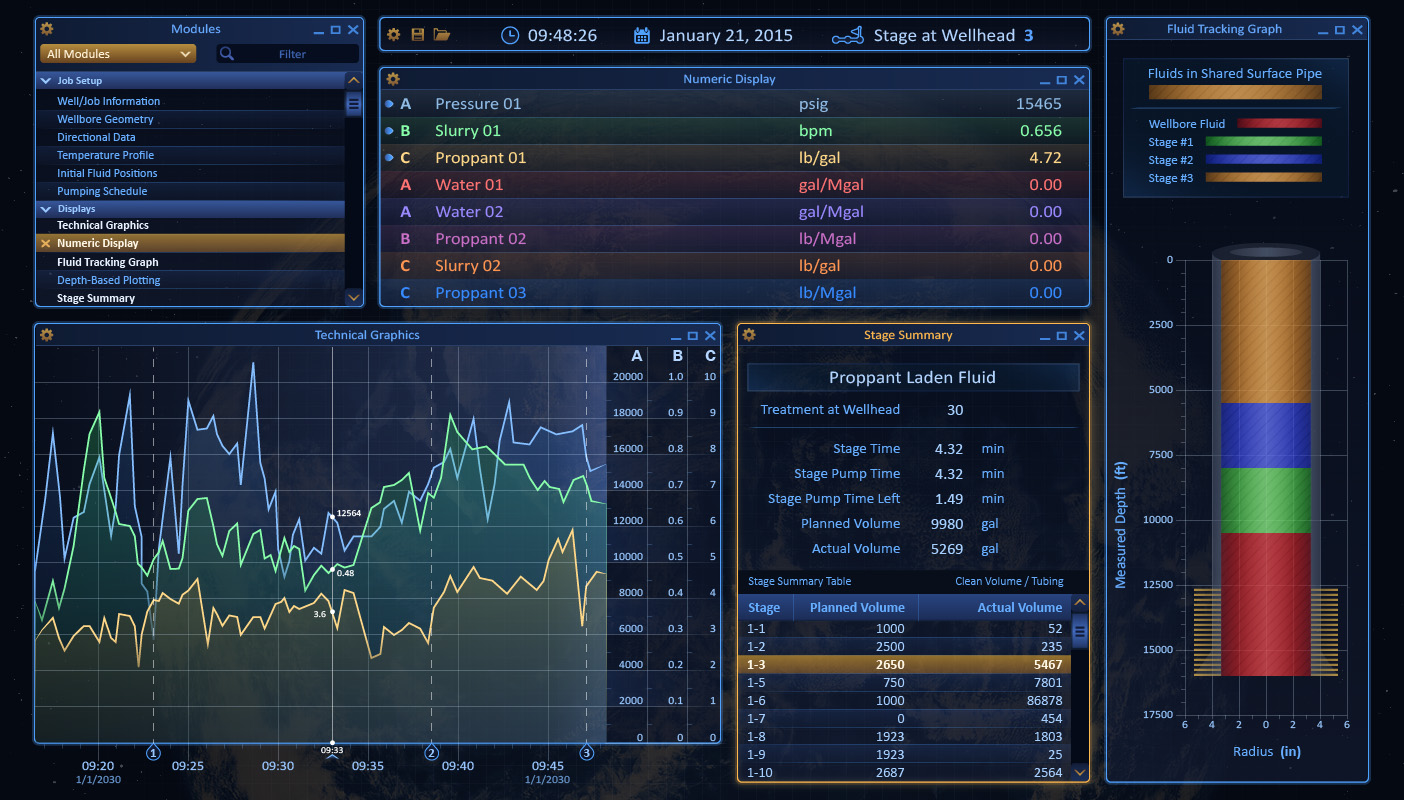 Modules
All Modules
Filter
Job Setup
Well/Job Information
Wellbore Geometry
Directional Data
Temperature Profile
Initial Fluid Positions
Pumping Schedule
Displays
Technical Graphics
Numeric Display
Fluid Tracking Graph
Depth-Based Plotting
Stage Summary
09:48:26 January 21, 2015 Stage at Wellhead 3
Numeric Display
A Pressure 01 psig 15465
B Slurry 01 bpm 0.656
C Proppant 01 lb/gal 4.72
A Water 01 gal/Mgal 0.00
A Water 02 gal/Mgal 0.00
B Proppant 02 lb/Mgal 0.00
C Slurry 02 lb/gal 0.00
C Proppant 03 lb/Mgal 0.00
Technical Graphics
A B C
20000 1.0 10
18000 0.9 9
16000 0.8 8
14000 0.7 7
12000 0.6 6
10000 0.5 5
8000 0.4 4
6000 0.3 3
4000 0.2 2
2000 0.1 1
0 0 0
12564
0.48
3.6
1 09:33 2 3
09:20 09:25 09:30 09:35 09:40 09:45
1/1/2030 1/1/2030
Stage Summary
Proppant Laden Fluid
Treatment at Wellhead 30
Stage Time 4.32 min
Stage Pump Time 4.32 min
Stage Pump Time Left 1.49 min
Planned Volume 9980 gal
Actual Volume 5269 gal
Stage Summary Table Clean Volume / Tubing
Stage Planned Volume Actual Volume
1-1 1000 52
1-2 2500 235
1-3 2650 5467
1-5 750 7801
1-6 1000 86878
1-7 0 454
1-8 1923 1803
1-9 1923 25
1-10 2687 2564
Fluid Tracking Graph
Fluids in Shared Surface Pipe
Wellbore Fluid
Stage #1
Stage #2
Stage #3
Measured Depth (ft)
0
2500
5000
7500
10000
12500
15000
17500
6 4 2 0 2 4 6
Radius (in)